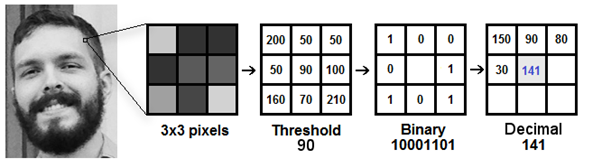 200 50 50
50 90 100
160 70 210
1 0 0
0 1
1 0 1
150 90 80
30 141
3x3 pixels
Threshold
90
Binary
10001101
Decimal
141